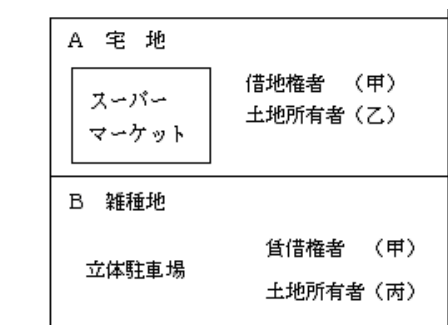 A 宅 地
スーパー
マーケット
借地権者 (甲)
土地所有者(乙)
B 雑種地
立体駐車場
賃借権者 (甲)
土地所有者(丙)